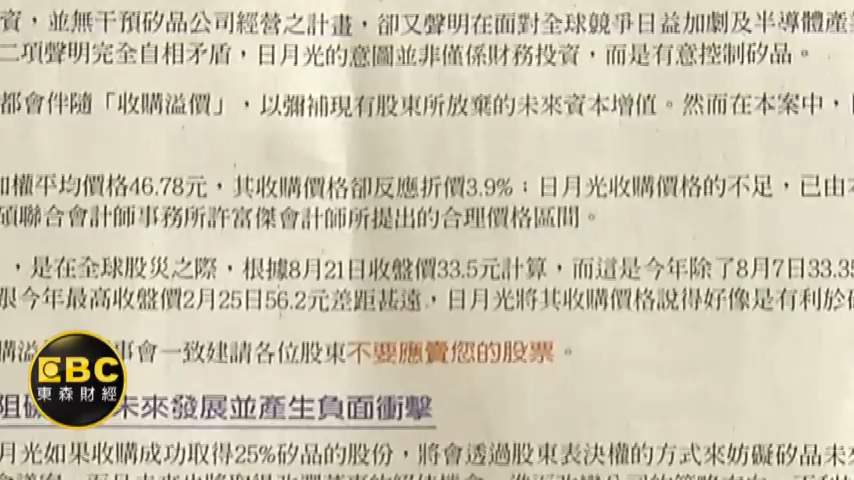 資，並無干預矽品公司經營之計畫，卻又聲明在面對全球競爭日益加劇及半導體產業
二項聲明完全自相矛盾，日月光的意圖並非僅係財務投資，而是有意控制矽品。
都會伴隨「收購溢價」，以彌補現有股東所放棄的未來資本增值。然而在本案中，
加權平均價格46.78元，其收購價格卻反應折價3.9%；日月光收購價格的不足，已由本
碩聯合會計師事務所許富傑會計師所提出的合理價格區間。
，是在全球股災之際，根據8月21日收盤價33.5元計算，而這是今年除了8月7日33.35
跟今年最高收盤價2月25日56.2元差距甚遠，日月光將其收購價格說得好像是有利於矽
購溢 事會一致建請各位股東不要應賣您的股票。
EBC
東森財經
阻礙 未來發展並產生負面衝擊
月光如果收購成功取得25%矽品的股份，將會透過股東表決權的方式來妨礙矽品未來